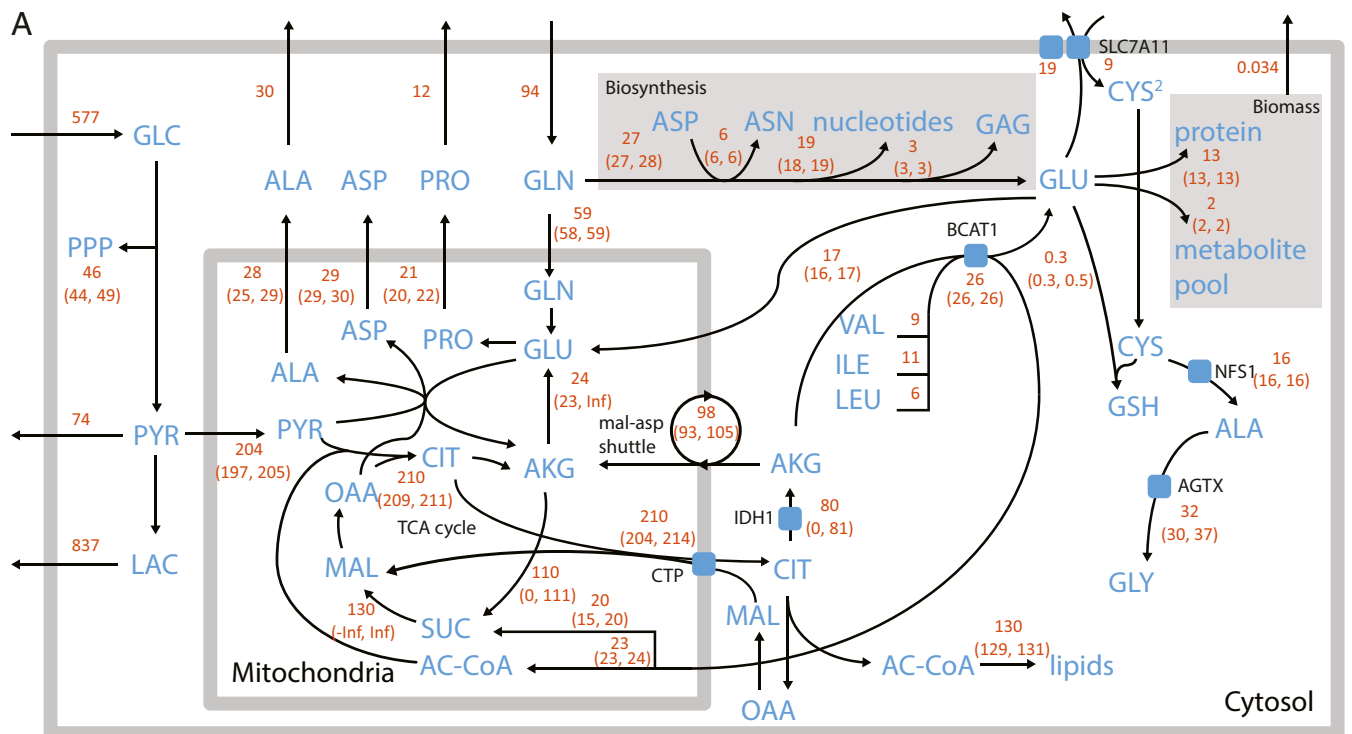 A
SLC7A11
19
9
CYS2
0.034
Biomass
protein
13
(13, 13)
2
(2, 2)
metabolite
pool
30
12
94
577
GLC
Biosynthesis
ASP
ASN
nucleotides
GAG
27
(27, 28)
6
(6, 6)
19
(18, 19)
3
(3, 3)
ALA
ASP
PRO
GLN
GLU
PPP
46
(44, 49)
59
(58, 59)
BCAT1
26
(26, 26)
17
(16, 17)
0.3
(0.3, 0.5)
28
(25, 29)
29
(29, 30)
21
(20, 22)
GLN
ASP
PRO
GLU
ALA
24
(23, Inf)
VAL
9
ILE
11
LEU
6
CYS
NFS1
16
(16, 16)
GSH
ALA
74
PYR
204
(197, 205)
PYR
CIT
AKG
210
(209, 211)
OAA
TCA cycle
mal-asp
shuttle
98
(93, 105)
AKG
IDH1
80
(0, 81)
AGTX
32
(30, 37)
GLY
837
LAC
MAL
210
(204, 214)
CTP
CIT
110
(0, 111)
130
(-Inf, Inf)
SUC
20
(15, 20)
23
(23, 24)
AC-CoA
MAL
OAA
AC-CoA
130
(129, 131)
lipids
Mitochondria
Cytosol